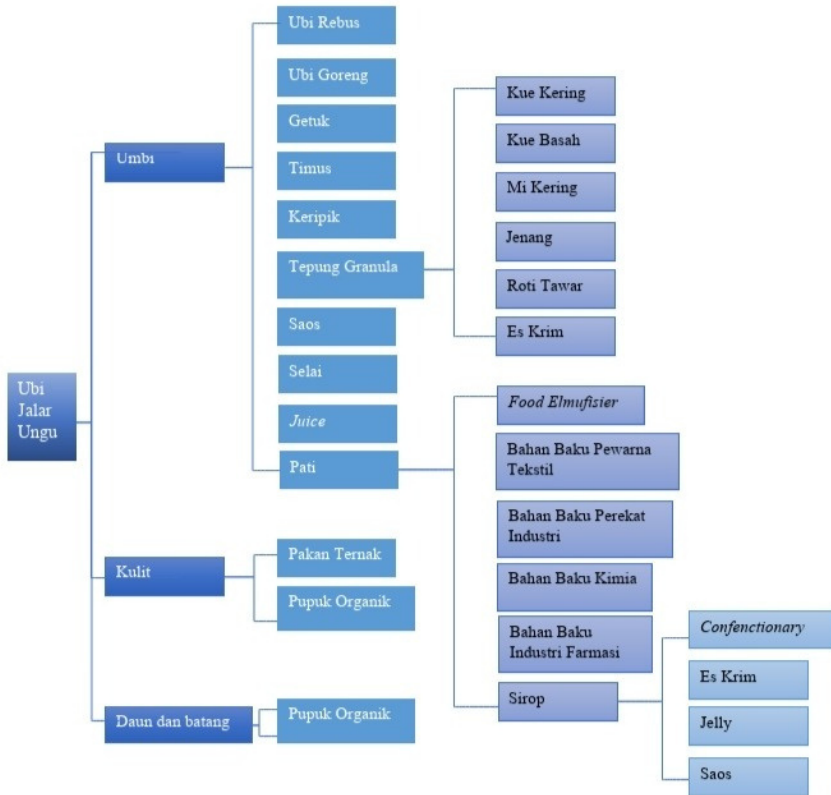 Ubi
Jalar
Ungu
Umbi
Kulit
Daun dan batang
Ubi Rebus
Ubi Goreng
Getuk
Timus
Keripik
Tepung Granula
Saos
Selai
Juice
Pati
Pakan Ternak
Pupuk Organik
Pupuk Organik
Kue Kering
Kue Basah
Mi Kering
Jenang
Roti Tawar
Es Krim
Food Elmufisier
Bahan Baku Pewarna
Tekstil
Bahan Baku Perekat
Industri
Bahan Baku Kimia
Bahan Baku
Industri Farmasi
Sirop
Confenctionary
Es Krim
Jelly
Saos